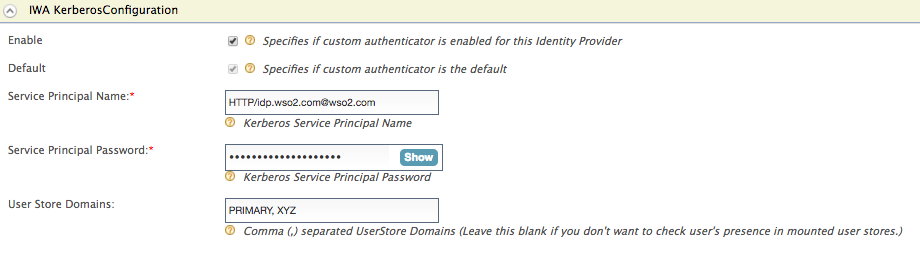 IWA KerberosConfiguration
Enable
Specifies if custom authenticator is enabled for this Identity Provider
Default
Specifies if custom authenticator is the default
Service Principal Name:*
HTTP/idp.wso2.com@wso2.com
Kerberos Service Principal Name
Service Principal Password:*
•••••••••••••••••••• Show
Kerberos Service Principal Password
User Store Domains:
PRIMARY, XYZ
Comma (,) separated UserStore Domains (Leave this blank if you don't want to check user's presence in mounted user stores.)